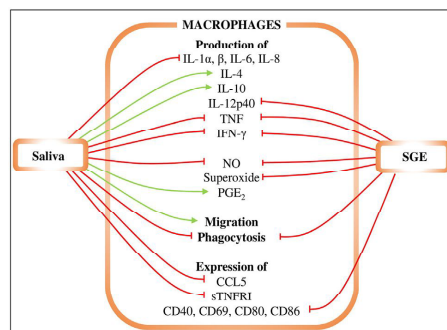 MACROPHAGES
Production of
IL-1α, β, IL-6, IL-8
IL-4
IL-10
IL-12p40
TNF
IFN-γ
Saliva
SGE
NO
Superoxide
PGE₂
Migration
Phagocytosis
Expression of
CCL5
sTNFRI
CD40, CD69, CD80, CD86